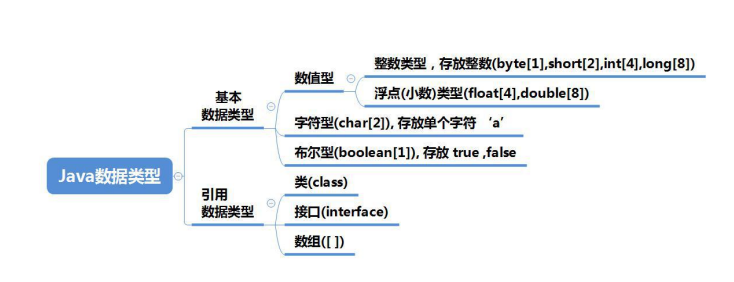 Java数据类型
基本
数据类型
数值型
整数类型，存放整数(byte[1],short[2],int[4],long[8])
浮点(小数)类型(float[4],double[8])
字符型(char[2]), 存放单个字符 ‘a’
布尔型(boolean[1]), 存放 true ,false
引用
数据类型
类(class)
接口(interface)
数组([ ])